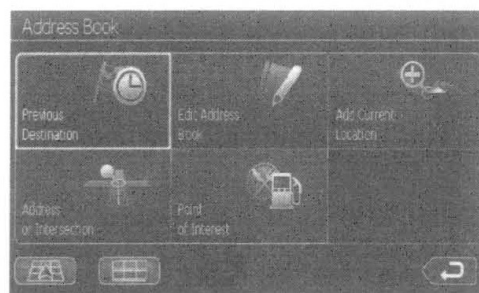 Address Book
Previous
Destination
Edit Address
Book
Add Current
Location
Address
or Intersection
Point
of Interest